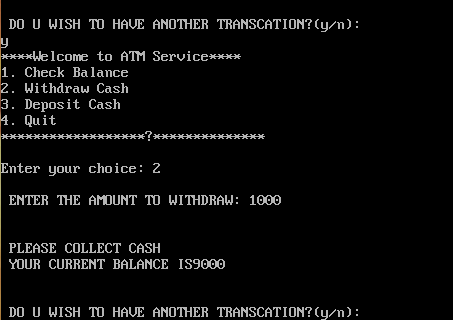 DO U WISH TO HAVE ANOTHER TRANSCATION?(y/n):
y
****Welcome to ATM Service****
1. Check Balance
2. Withdraw Cash
3. Deposit Cash
4. Quit
******************?**************
Enter your choice: 2
ENTER THE AMOUNT TO WITHDRAW: 1000
PLEASE COLLECT CASH
YOUR CURRENT BALANCE IS9000
DO U WISH TO HAVE ANOTHER TRANSCATION?(y/n):